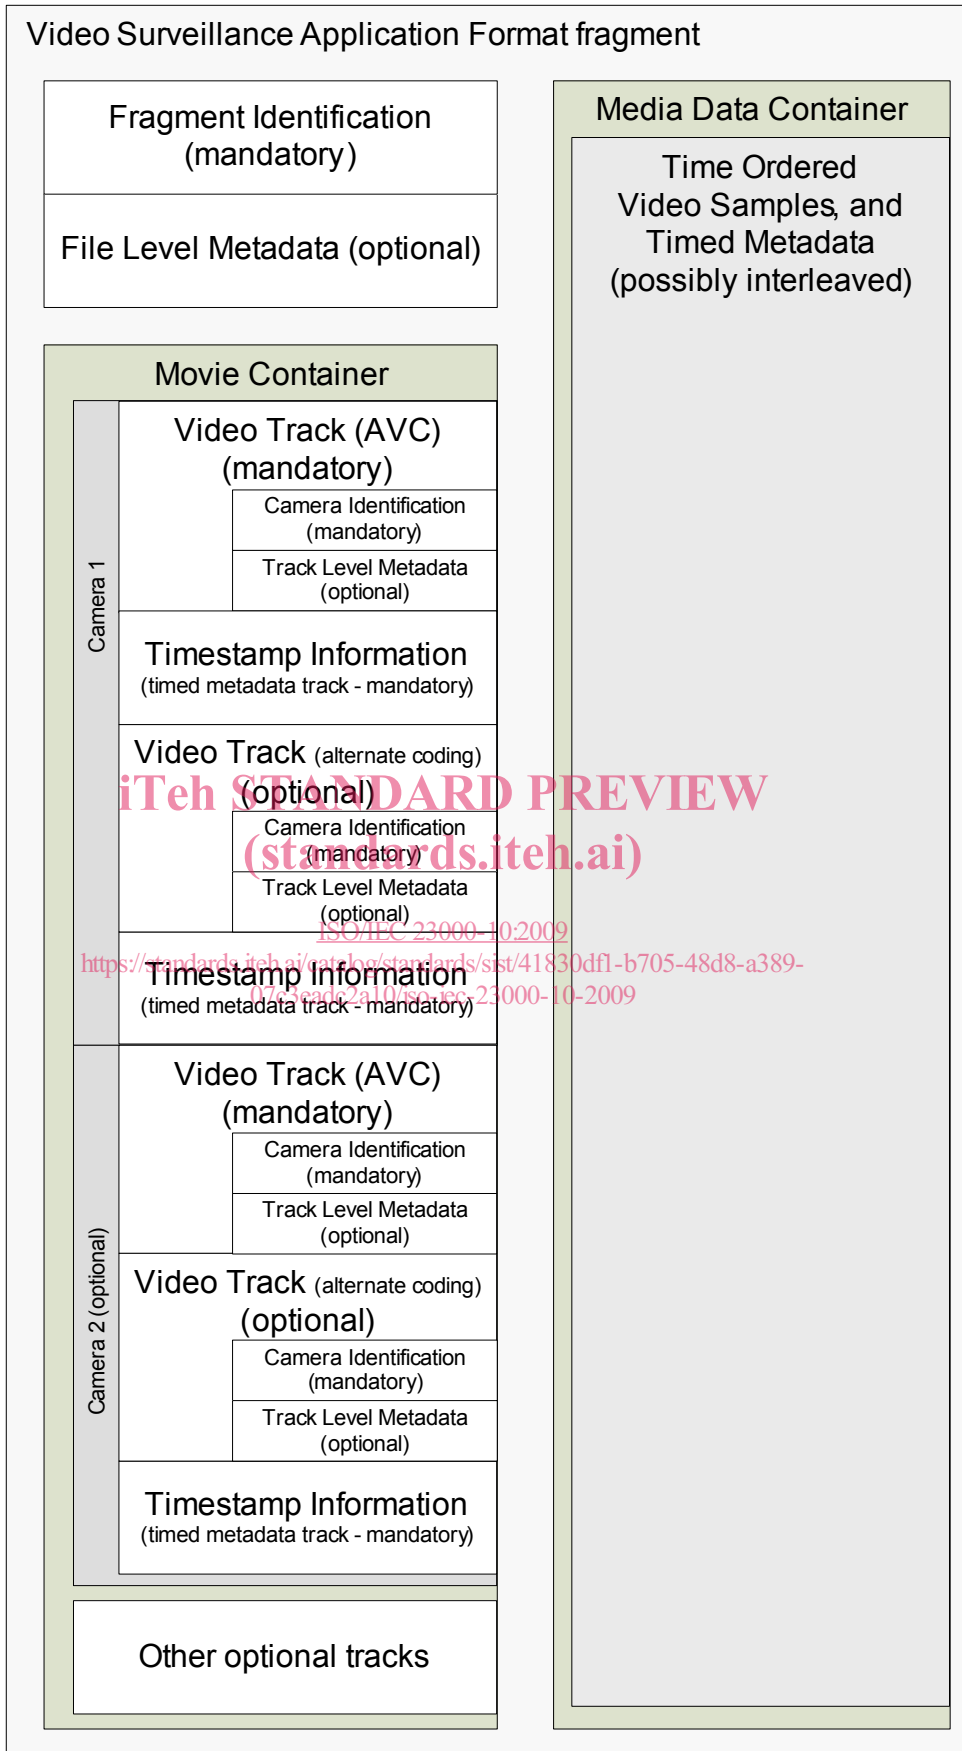 Video Surveillance Application Format fragment
Fragment Identification
(mandatory)
File Level Metadata (optional)
Movie Container
Camera 1
Video Track (AVC)
(mandatory)
Camera Identification
(mandatory)
Track Level Metadata
(optional)
Timestamp Information
(timed metadata track - mandatory)
Video Track (alternate coding)
(optional)
iTeh STANDARD PREVIEW
Camera Identification
(mandatory)
(standards.iteh.ai)
Track Level Metadata
(optional)
ISO/IEC 23000-10:2009
https://standards.iteh.ai/catalog/standards/sist/41830df1-b705-48d8-a389-
Timestamp Information
07c3eadc2a10/iso-iec-23000-10-2009
(timed metadata track - mandatory)
Camera 2 (optional)
Video Track (AVC)
(mandatory)
Camera Identification
(mandatory)
Track Level Metadata
(optional)
Video Track (alternate coding)
(optional)
Camera Identification
(mandatory)
Track Level Metadata
(optional)
Timestamp Information
(timed metadata track - mandatory)
Other optional tracks
Media Data Container
Time Ordered
Video Samples, and
Timed Metadata
(possibly interleaved)